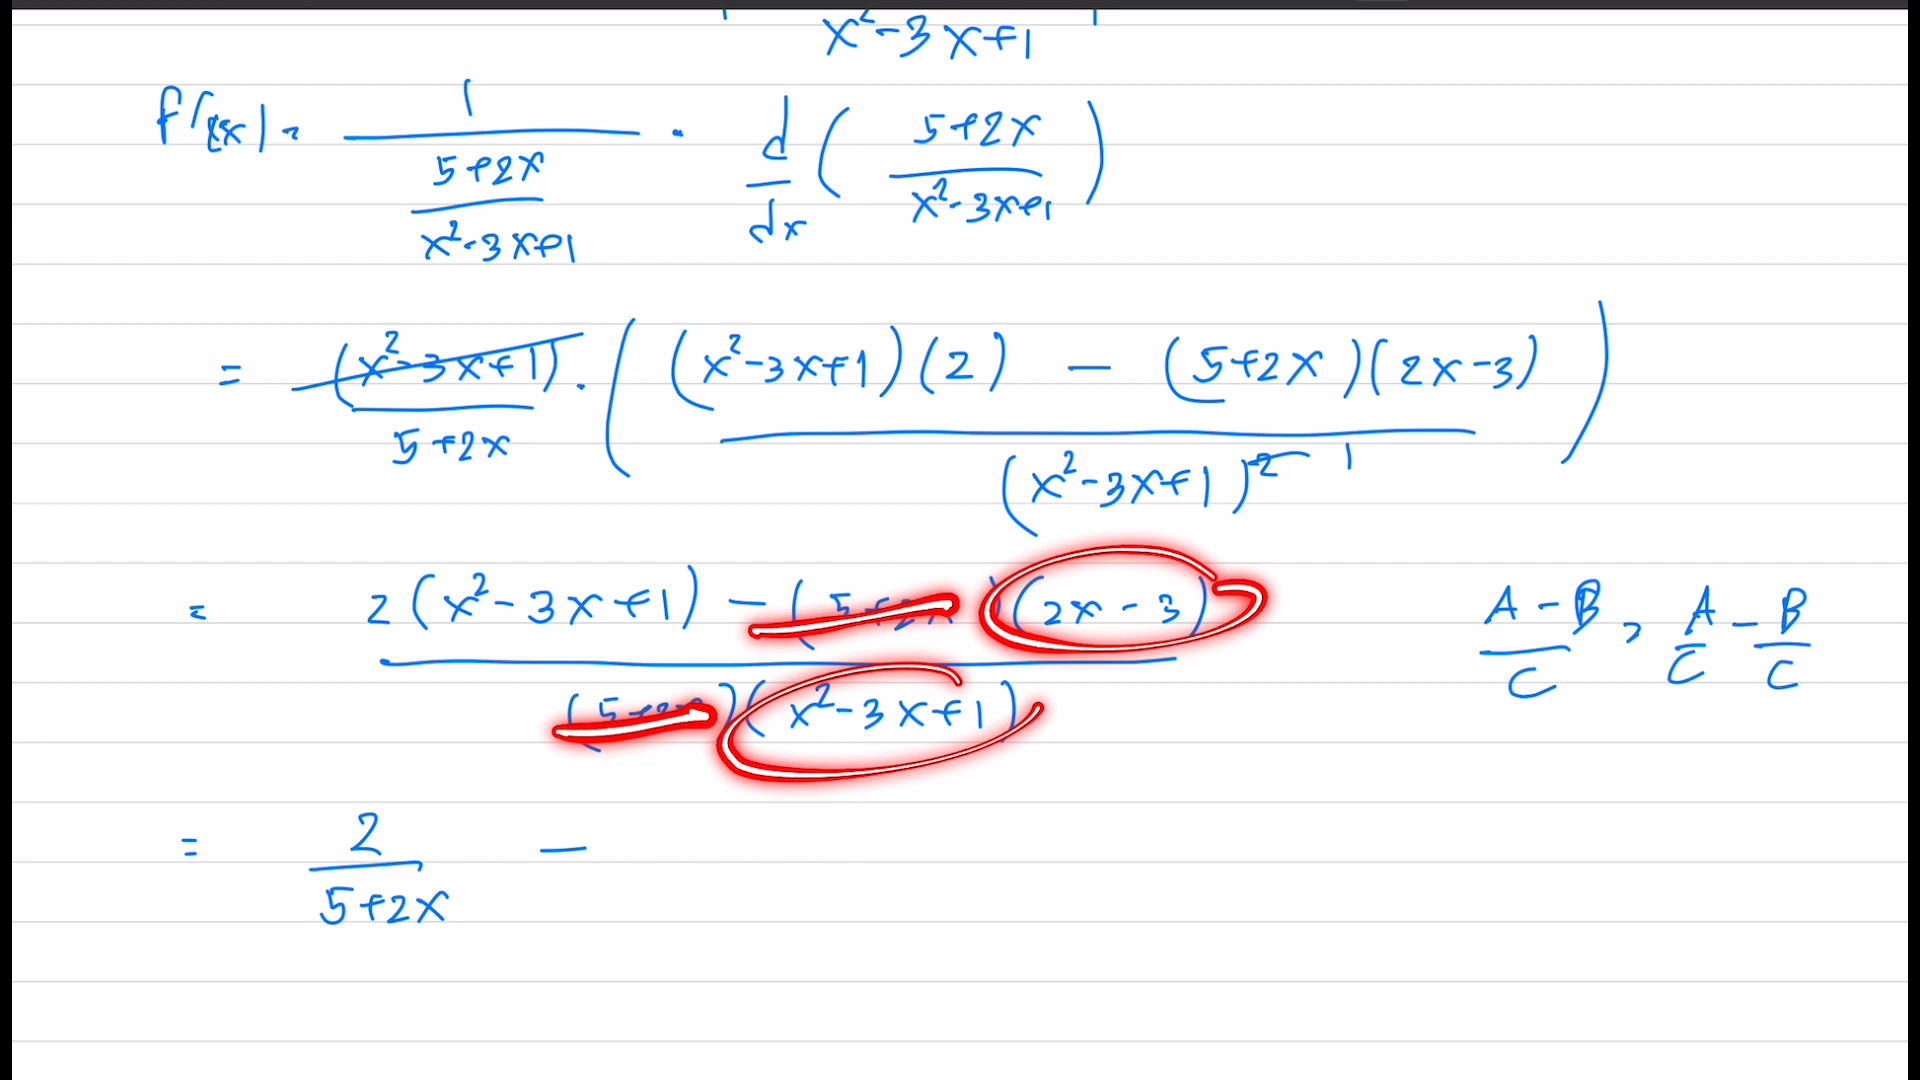 x²-3x+1
f'(x) = 1 / ((5+2x)/(x²-3x+1)) · d/dx ( (5+2x)/(x²-3x+1) )
= (x²-3x+1)/(5+2x) · ( ((x²-3x+1)(2) - (5+2x)(2x-3)) / (x²-3x+1)² ¹ )
= (2(x²-3x+1) - (5+2x)(2x-3)) / ((5+2x)(x²-3x+1))
(A-B)/C = A/C - B/C
= 2/(5+2x) -